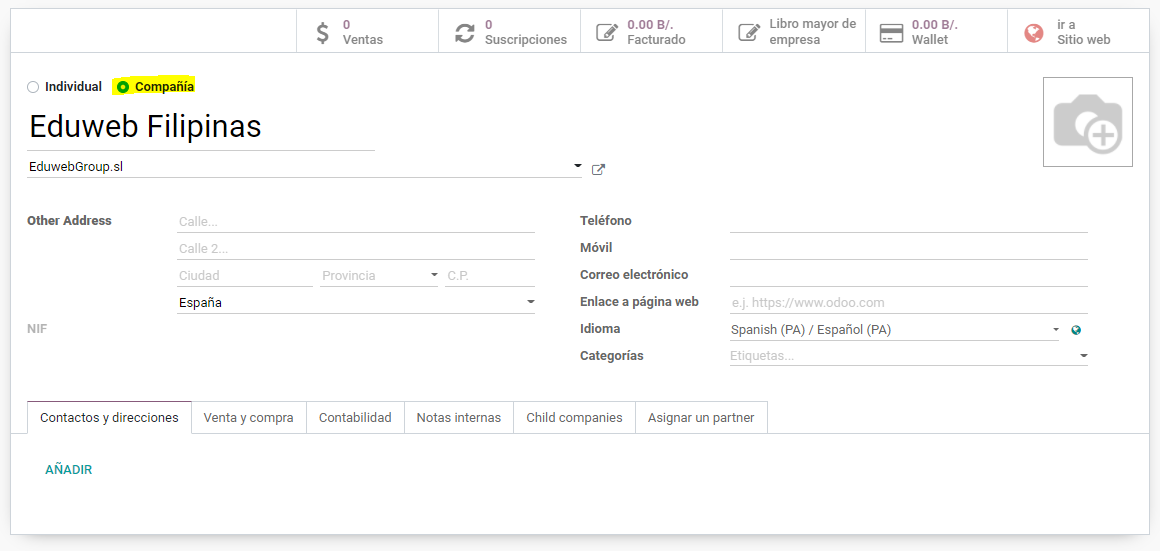 0
Ventas
0
Suscripciones
0.00 B/.
Facturado
Libro mayor de
empresa
0.00 B/.
Wallet
ir a
Sitio web
Individual Compañía
Eduweb Filipinas
EduwebGroup.sl
Other Address Calle...
Calle 2...
Ciudad Provincia C.P.
España
NIF
Teléfono
Móvil
Correo electrónico
Enlace a página web e.j. https://www.odoo.com
Idioma Spanish (PA) / Español (PA)
Categorías Etiquetas...
Contactos y direcciones Venta y compra Contabilidad Notas internas Child companies Asignar un partner
AÑADIR